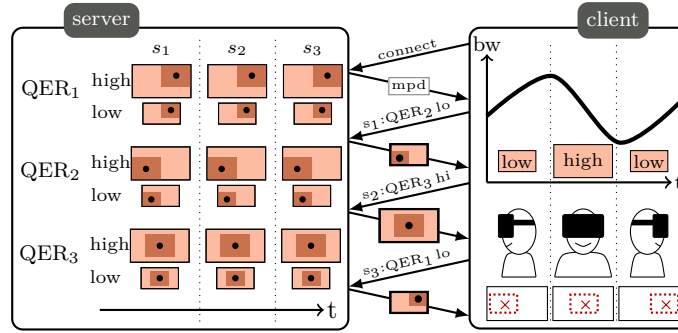 server
client
s1 s2 s3
QER1
high
low
QER2
high
low
QER3
high
low
t
connect
mpd
s1:QER2 lo
s2:QER3 hi
s3:QER1 lo
bw
low
high
low
t